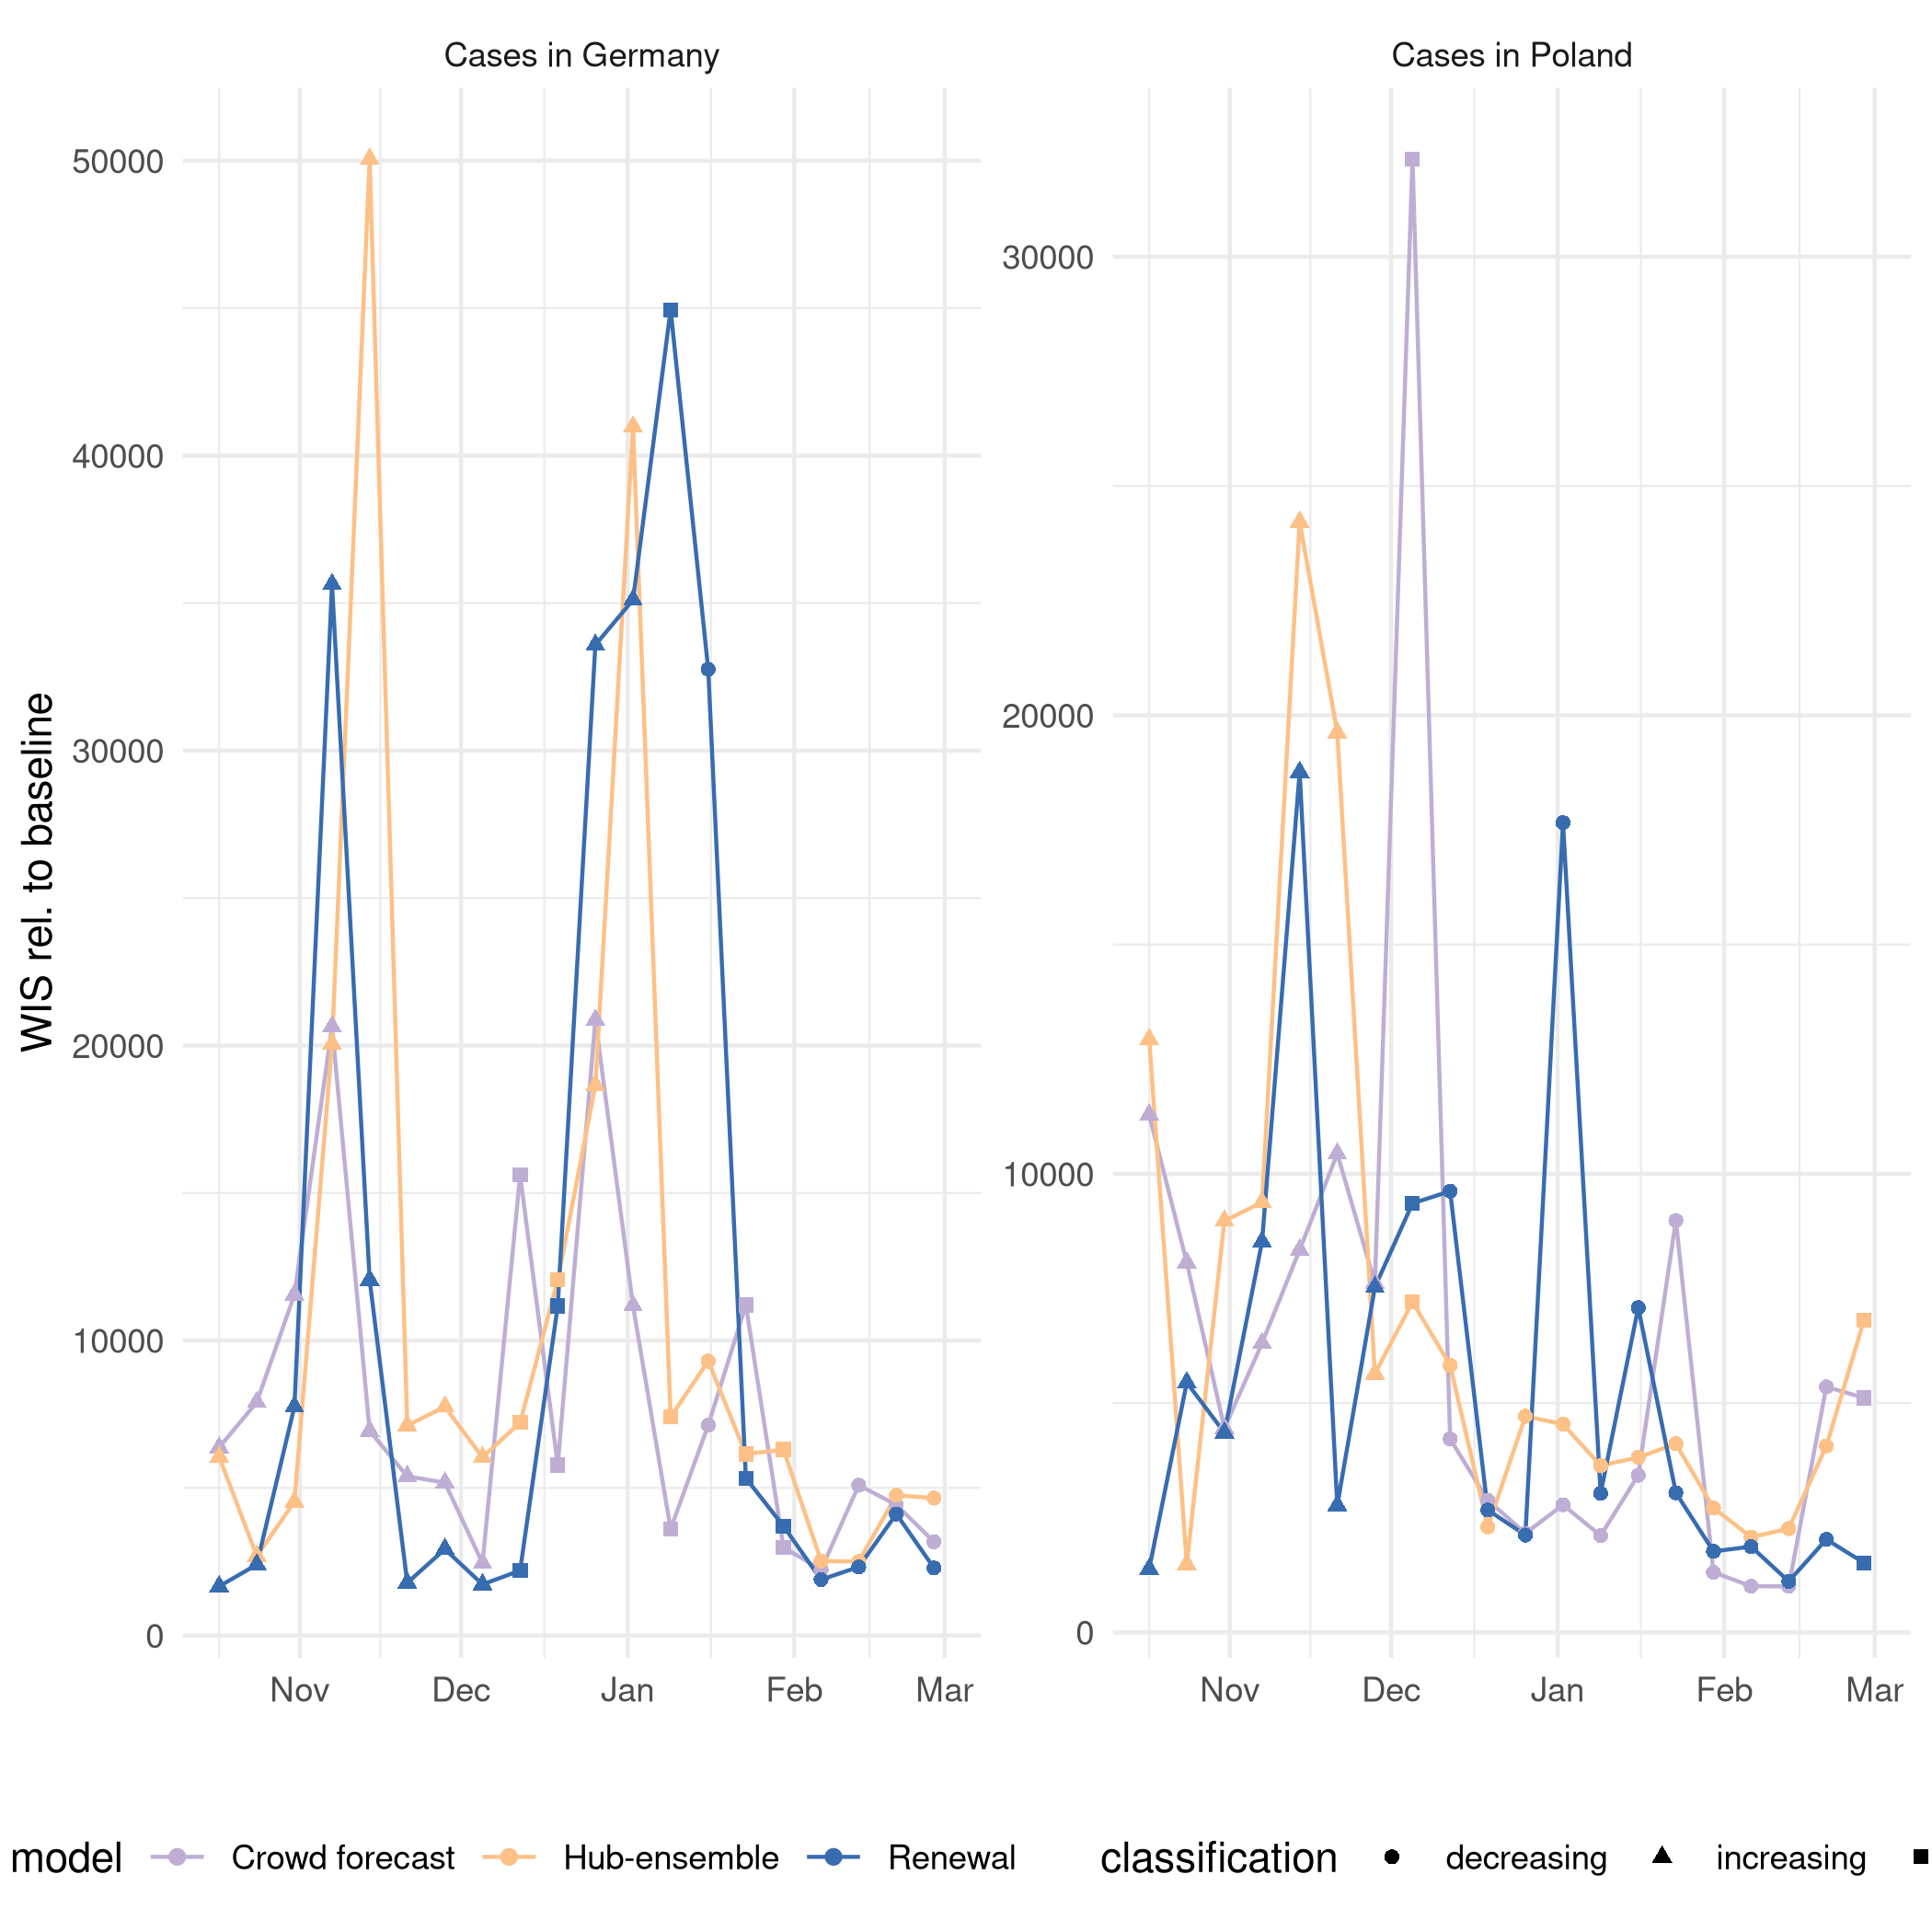 Cases in Germany
Cases in Poland
WIS rel. to baseline
50000
40000
30000
20000
10000
0
30000
20000
10000
0
Nov Dec Jan Feb Mar
Nov Dec Jan Feb Mar
model Crowd forecast Hub-ensemble Renewal classification decreasing increasing